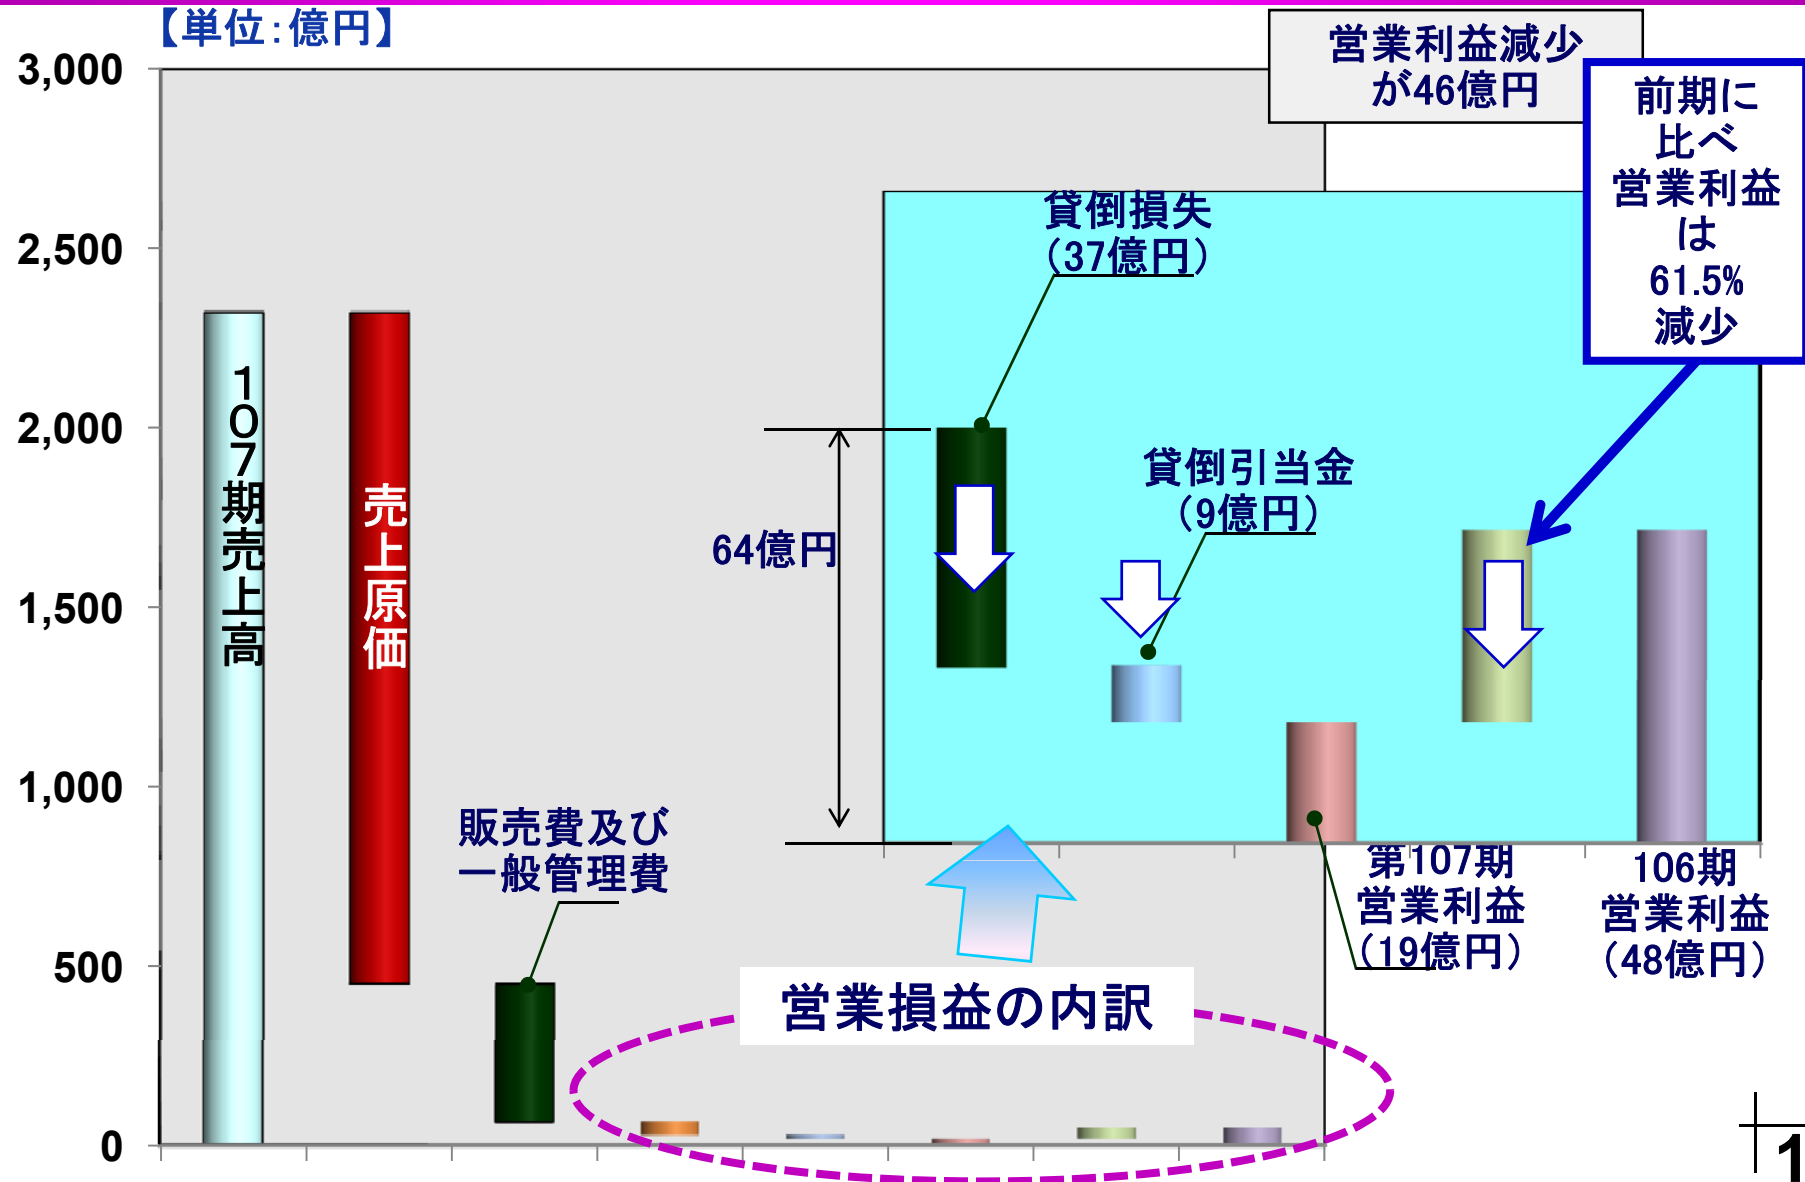 【単位：億円】
3,000
2,500
2,000
1,500
1,000
500
0
107期売上高
売上原価
販売費及び
一般管理費
64億円
貸倒損失
（37億円）
貸倒引当金
（9億円）
営業利益減少
が46億円
前期に
比べ
営業利益
は
61.5%
減少
第107期
営業利益
（19億円）
106期
営業利益
（48億円）
営業損益の内訳
1